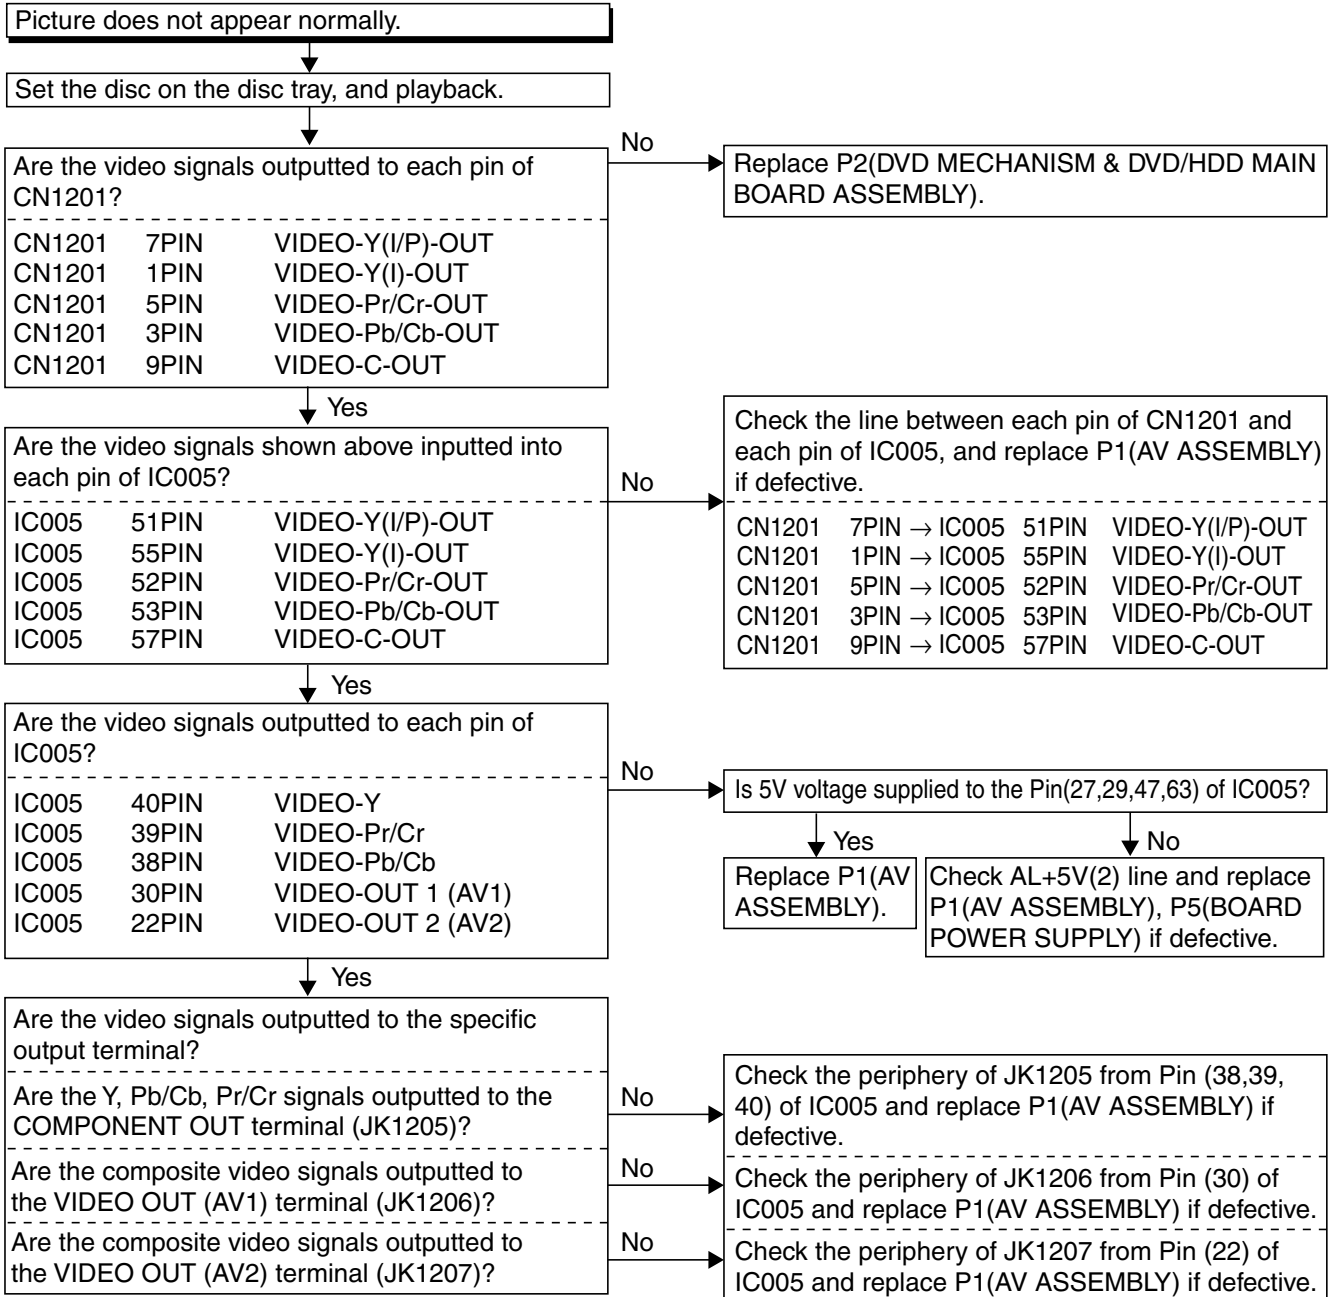 Picture does not appear normally.
Set the disc on the disc tray, and playback.
Are the video signals outputted to each pin of
CN1201?
CN1201 7PIN VIDEO-Y(I/P)-OUT
CN1201 1PIN VIDEO-Y(I)-OUT
CN1201 5PIN VIDEO-Pr/Cr-OUT
CN1201 3PIN VIDEO-Pb/Cb-OUT
CN1201 9PIN VIDEO-C-OUT
No
Replace P2(DVD MECHANISM & DVD/HDD MAIN
BOARD ASSEMBLY).
Yes
Are the video signals shown above inputted into
each pin of IC005?
IC005 51PIN VIDEO-Y(I/P)-OUT
IC005 55PIN VIDEO-Y(I)-OUT
IC005 52PIN VIDEO-Pr/Cr-OUT
IC005 53PIN VIDEO-Pb/Cb-OUT
IC005 57PIN VIDEO-C-OUT
No
Check the line between each pin of CN1201 and
each pin of IC005, and replace P1(AV ASSEMBLY)
if defective.
CN1201 7PIN → IC005 51PIN VIDEO-Y(I/P)-OUT
CN1201 1PIN → IC005 55PIN VIDEO-Y(I)-OUT
CN1201 5PIN → IC005 52PIN VIDEO-Pr/Cr-OUT
CN1201 3PIN → IC005 53PIN VIDEO-Pb/Cb-OUT
CN1201 9PIN → IC005 57PIN VIDEO-C-OUT
Yes
Are the video signals outputted to each pin of
IC005?
IC005 40PIN VIDEO-Y
IC005 39PIN VIDEO-Pr/Cr
IC005 38PIN VIDEO-Pb/Cb
IC005 30PIN VIDEO-OUT 1 (AV1)
IC005 22PIN VIDEO-OUT 2 (AV2)
No
Is 5V voltage supplied to the Pin(27,29,47,63) of IC005?
Yes
Replace P1(AV
ASSEMBLY).
No
Check AL+5V(2) line and replace
P1(AV ASSEMBLY), P5(BOARD
POWER SUPPLY) if defective.
Yes
Are the video signals outputted to the specific
output terminal?
Are the Y, Pb/Cb, Pr/Cr signals outputted to the
COMPONENT OUT terminal (JK1205)?
No
Check the periphery of JK1205 from Pin (38,39,
40) of IC005 and replace P1(AV ASSEMBLY) if
defective.
Are the composite video signals outputted to
the VIDEO OUT (AV1) terminal (JK1206)?
No
Check the periphery of JK1206 from Pin (30) of
IC005 and replace P1(AV ASSEMBLY) if defective.
Are the composite video signals outputted to
the VIDEO OUT (AV2) terminal (JK1207)?
No
Check the periphery of JK1207 from Pin (22) of
IC005 and replace P1(AV ASSEMBLY) if defective.